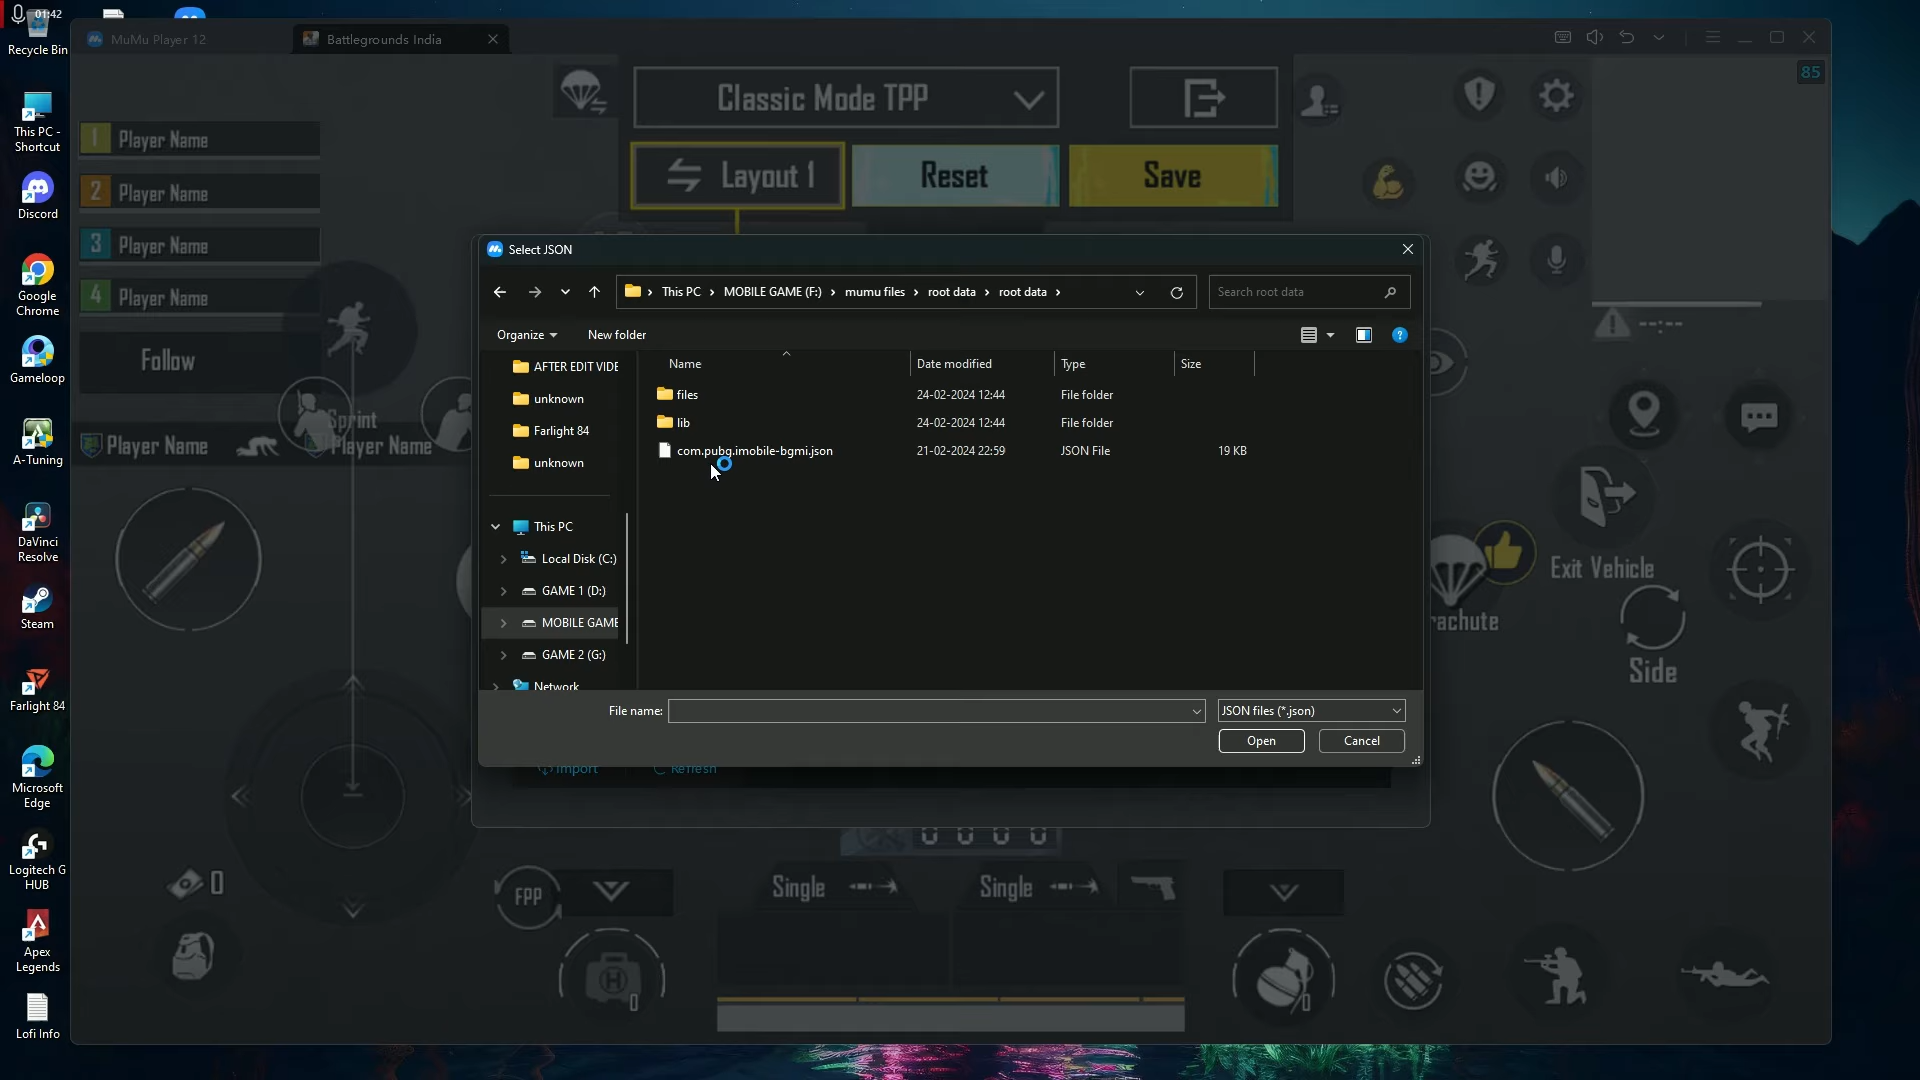 01:42
Recycle Bin
This PC -
Shortcut
Discord
Google
Chrome
Gameloop
A-Tuning
DaVinci
Resolve
Steam
Farlight 84
Microsoft
Edge
Logitech G
HUB
Apex
Legends
Lofi Info
MuMu Player 12
Battlegrounds India
85
Classic Mode TPP
Layout 1
Reset
Save
1 Player Name
2 Player Name
3 Player Name
4 Player Name
Follow
Sprint
Player Name
Player Name
--:--
Select JSON
This PC > MOBILE GAME (F:) > mumu files > root data > root data >
Search root data
Organize
New folder
Name
Date modified
Type
Size
AFTER EDIT VIDE
unknown
Farlight 84
unknown
This PC
Local Disk (C:)
GAME 1 (D:)
MOBILE GAME
GAME 2 (G:)
Network
files 24-02-2024 12:44 File folder
lib 24-02-2024 12:44 File folder
com.pubg.imobile-bgmi.json 21-02-2024 22:59 JSON File 19 KB
File name:
JSON files (*.json)
Open
Cancel
Import
Refresh
Exit Vehicle
rachute
Side
0 0 0 0
0
FPP
Single
Single
H
0
0